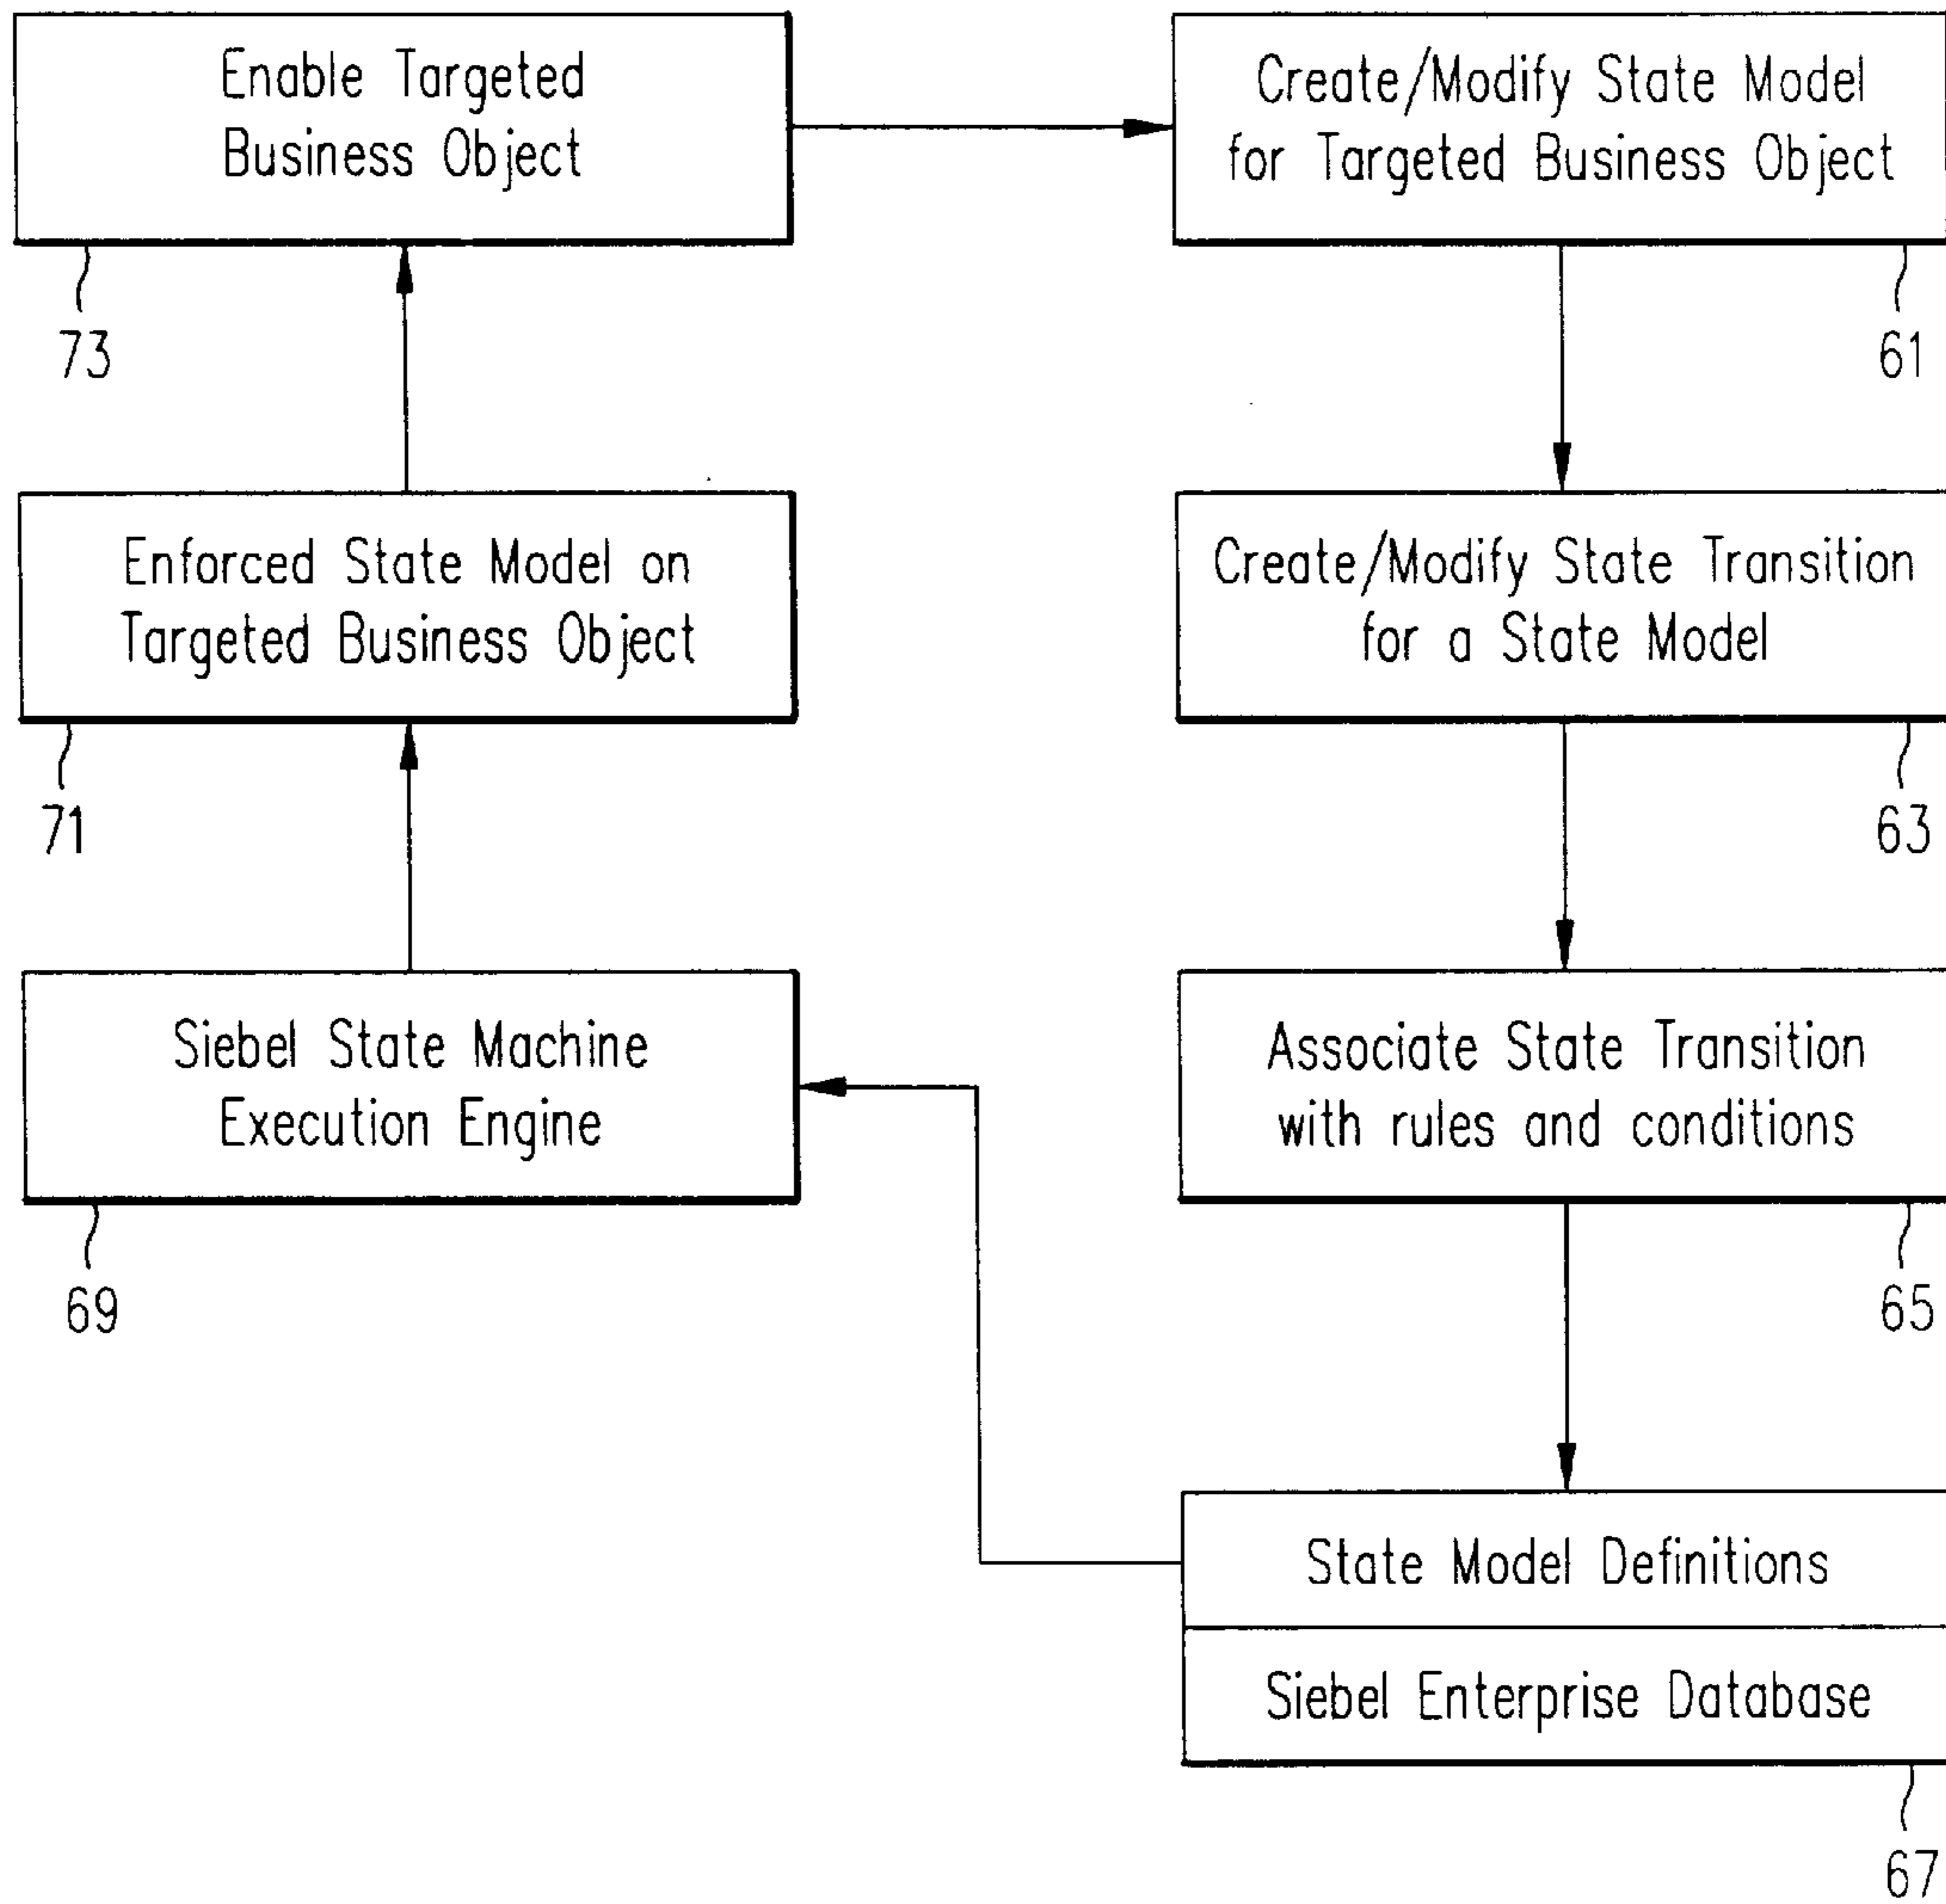 Enable Targeted
Business Object
73
Create/Modify State Model
for Targeted Business Object
61
Enforced State Model on
Targeted Business Object
71
Create/Modify State Transition
for a State Model
63
Siebel State Machine
Execution Engine
69
Associate State Transition
with rules and conditions
65
State Model Definitions
Siebel Enterprise Database
67